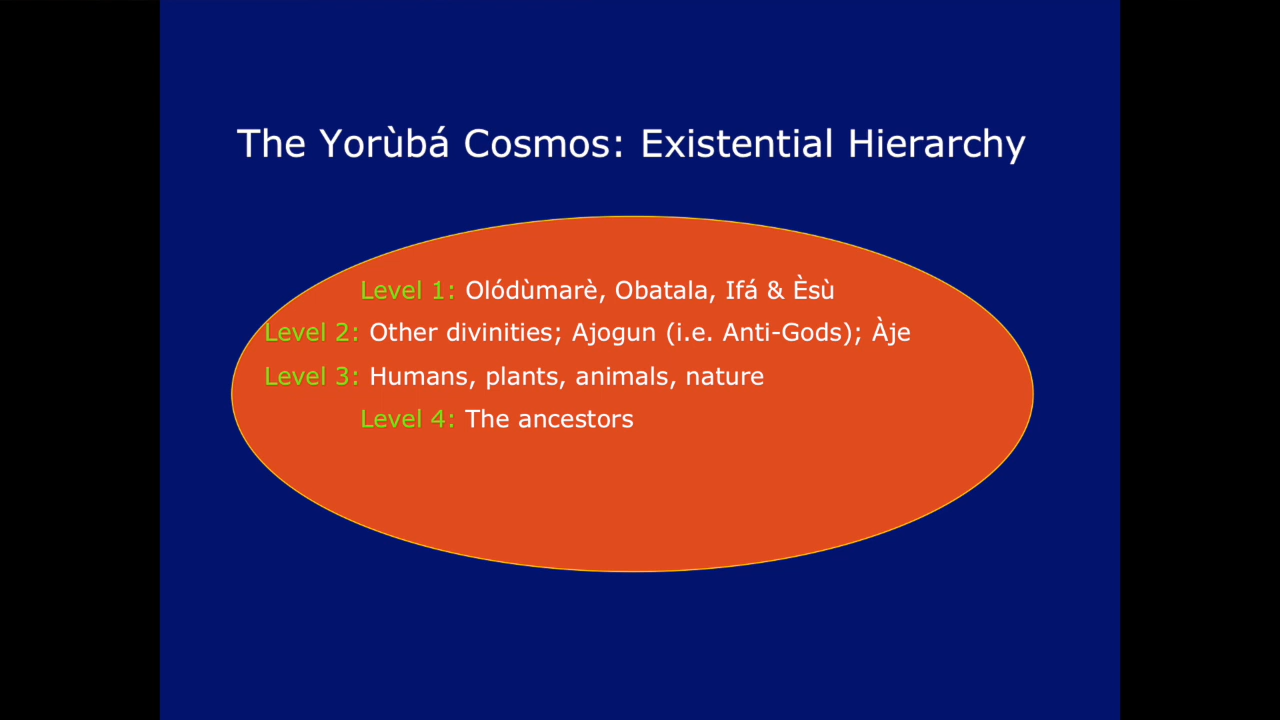 The Yorùbá Cosmos: Existential Hierarchy
Level 1: Olódùmarè, Obatala, Ifá & Èsù
Level 2: Other divinities; Ajogun (i.e. Anti-Gods); Àje
Level 3: Humans, plants, animals, nature
Level 4: The ancestors